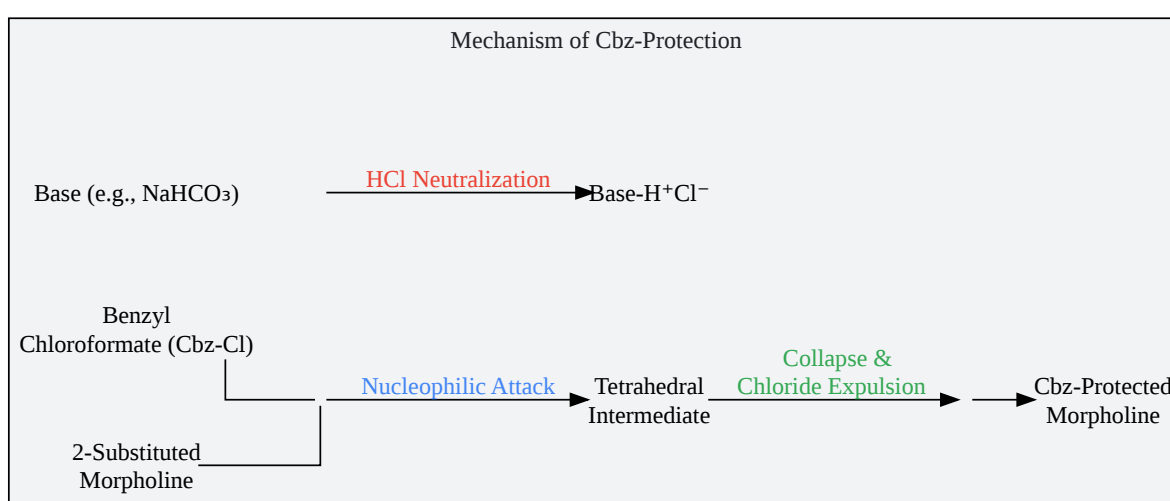 Mechanism of Cbz-Protection
Base (e.g., NaHCO₃)
HCl Neutralization
Base-H⁺Cl⁻
Benzyl
Chloroformate (Cbz-Cl)
Nucleophilic Attack
Tetrahedral
Intermediate
Collapse &
Chloride Expulsion
Cbz-Protected
Morpholine
2-Substituted
Morpholine